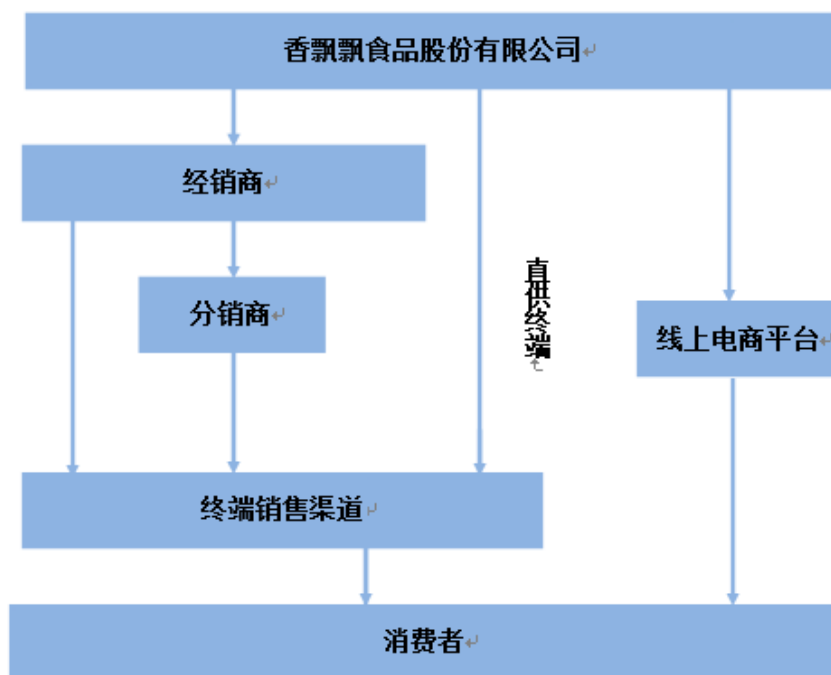 香飘飘食品股份有限公司
经销商
分销商
直供终端
线上电商平台
终端销售渠道
消费者